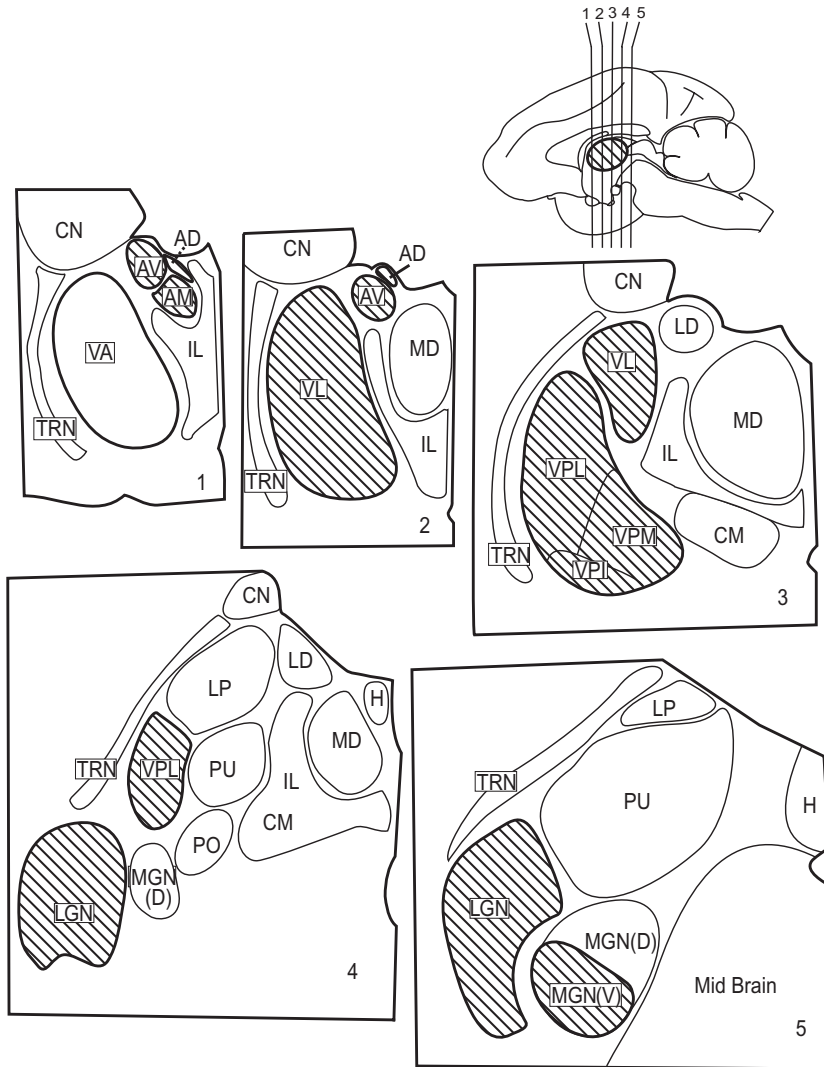 1 2 3 4 5
CN
AD
AV
AM
VA
IL
TRN
1
CN
AD
AV
MD
VL
IL
TRN
2
CN
LD
VL
MD
IL
VPL
VPM
CM
TRN
VPI
3
CN
LD
LP
H
MD
TRN
VPL
PU
IL
CM
PO
MGN
(D)
LGN
4
LP
TRN
PU
H
LGN
MGN(D)
MGN(V)
Mid Brain
5